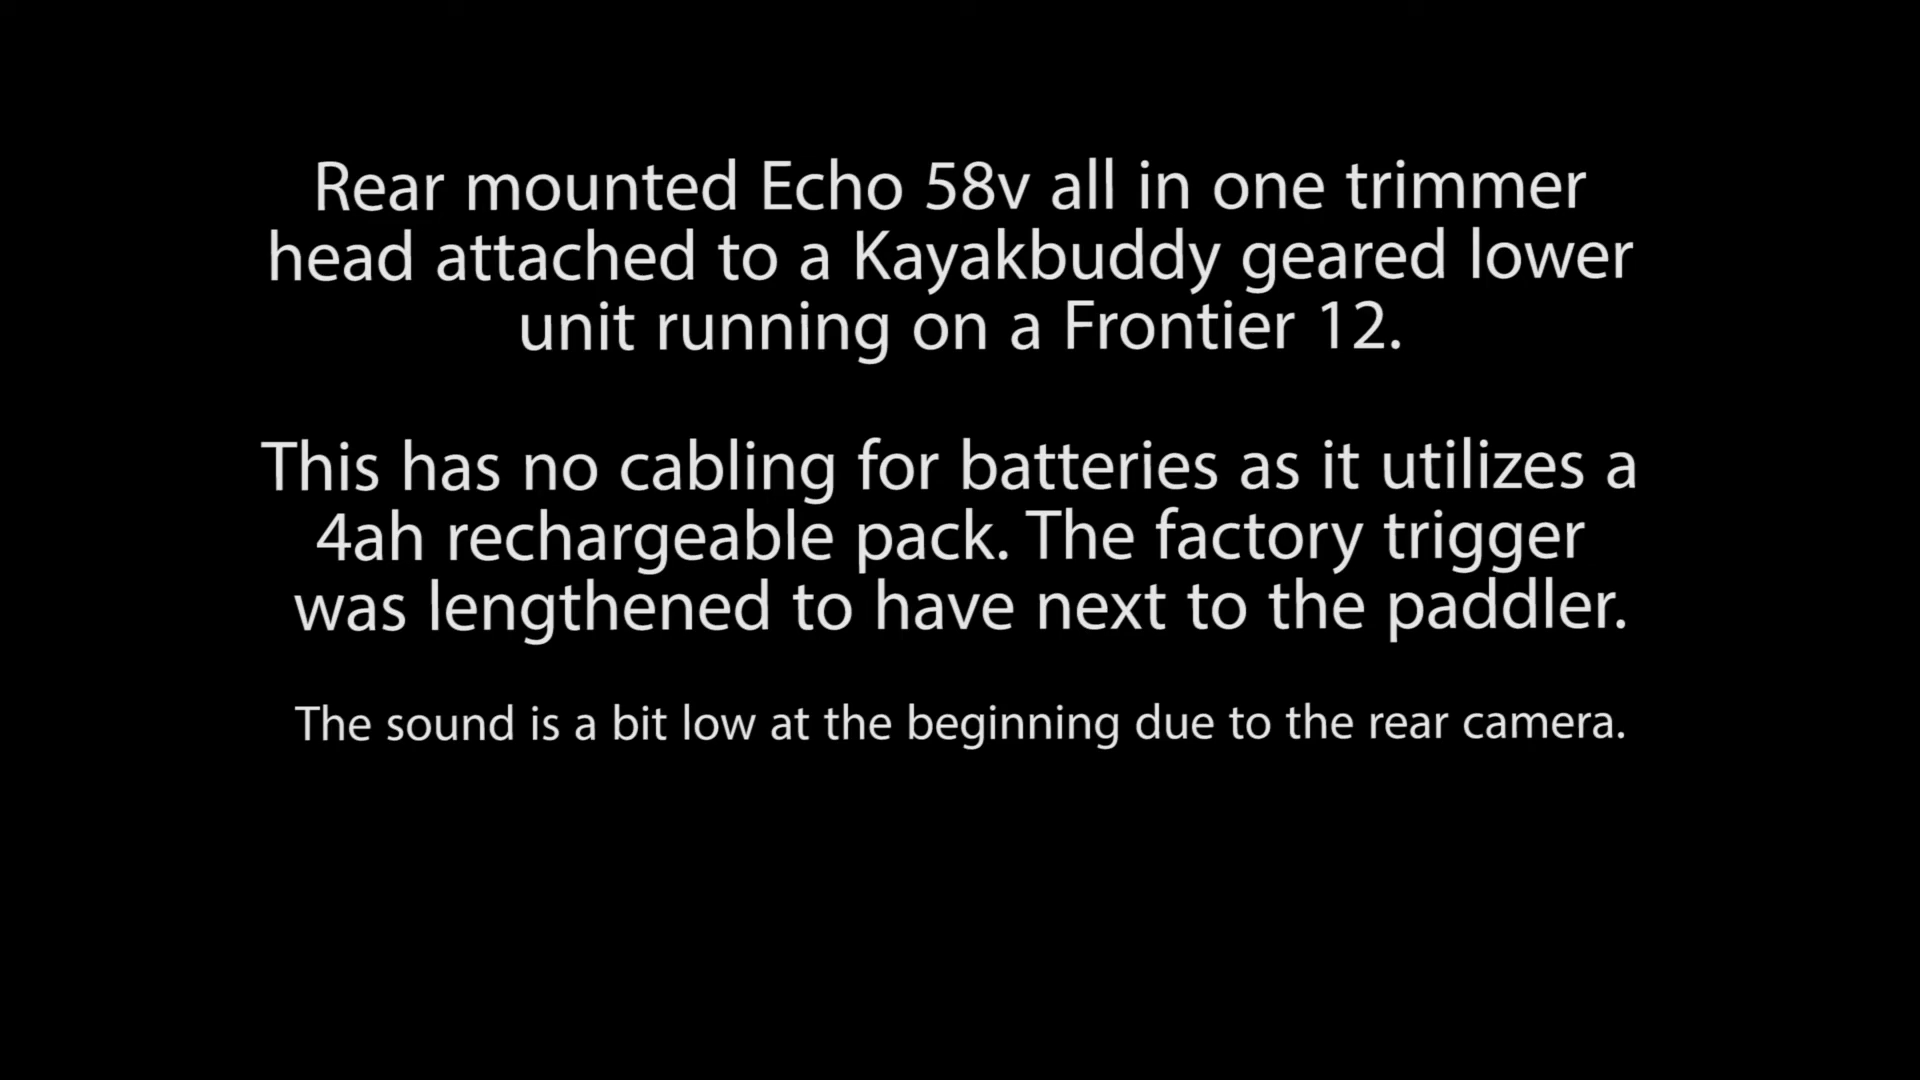 Rear mounted Echo 58v all in one trimmer
head attached to a Kayakbuddy geared lower
unit running on a Frontier 12.
This has no cabling for batteries as it utilizes a
4ah rechargeable pack. The factory trigger
was lengthened to have next to the paddler.
The sound is a bit low at the beginning due to the rear camera.